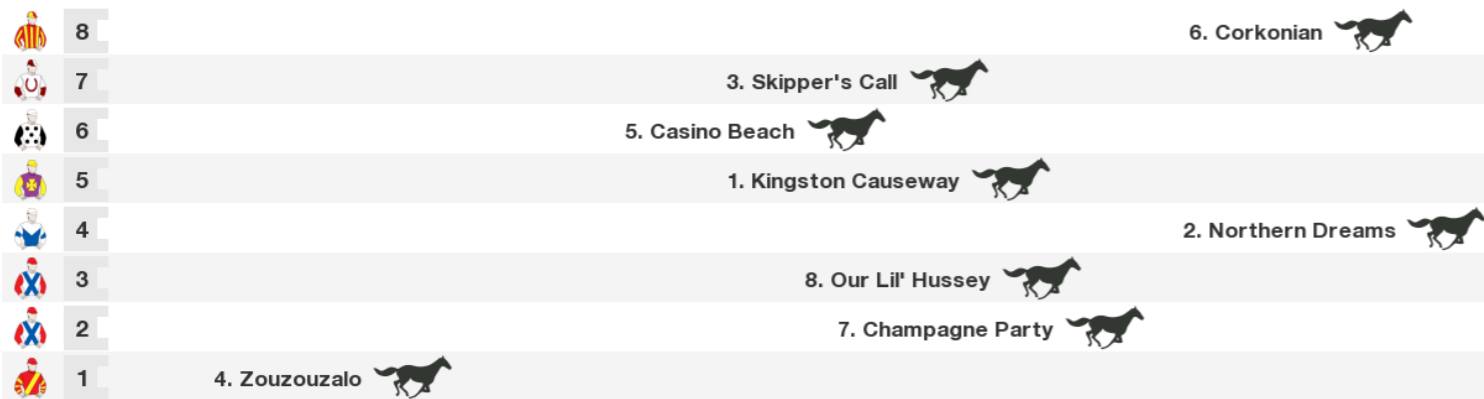 8 6. Corkonian
7 3. Skipper's Call
6 5. Casino Beach
5 1. Kingston Causeway
4 2. Northern Dreams
3 8. Our Lil' Hussey
2 7. Champagne Party
1 4. Zouzouzalo